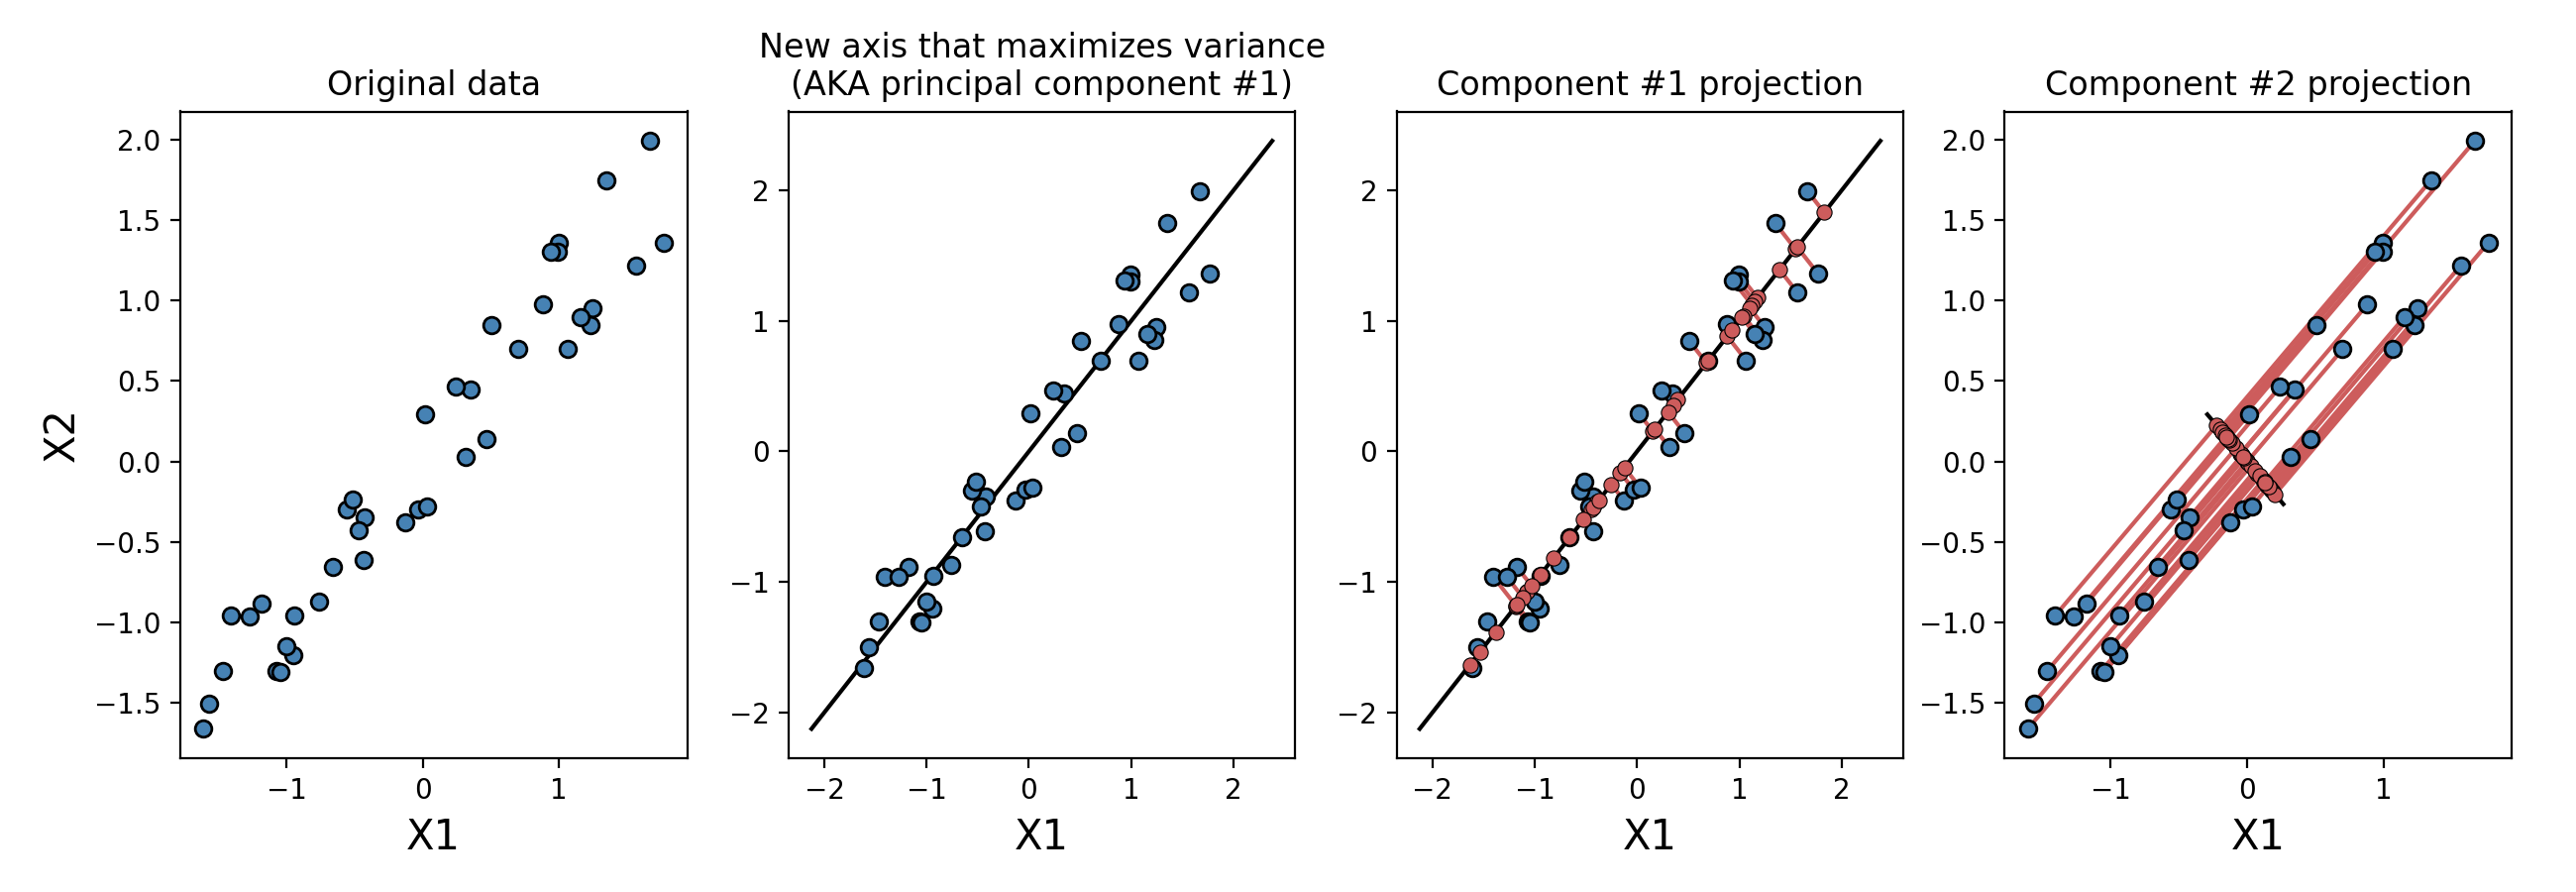 Original data
New axis that maximizes variance
(AKA principal component #1)
Component #1 projection
Component #2 projection
X2
2.0
1.5
1.0
0.5
0.0
−0.5
−1.0
−1.5
−1 0 1
X1
2
1
0
−1
−2
−2 −1 0 1 2
X1
2
1
0
−1
−2
−2 −1 0 1 2
X1
2.0
1.5
1.0
0.5
0.0
−0.5
−1.0
−1.5
−1 0 1
X1